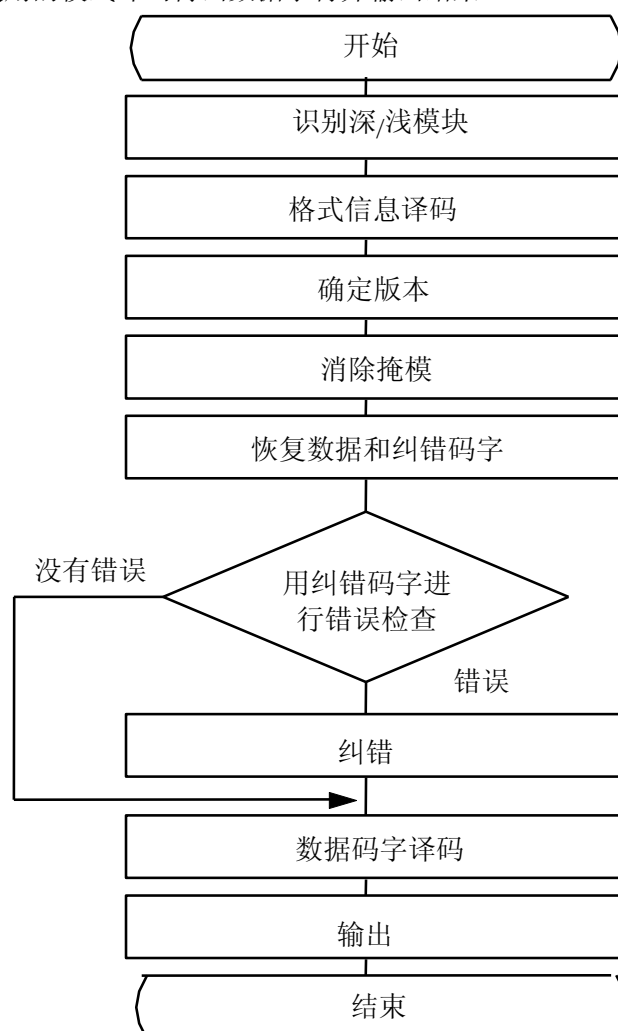 开始
识别深/浅模块
格式信息译码
确定版本
消除掩模
恢复数据和纠错码字
没有错误
用纠错码字进
行错误检查
错误
纠错
数据码字译码
输出
结束